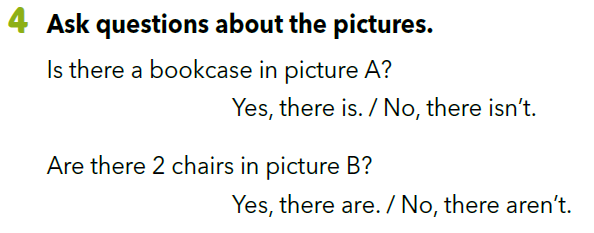 4 Ask questions about the pictures.
Is there a bookcase in picture A?
Yes, there is. / No, there isn’t.
Are there 2 chairs in picture B?
Yes, there are. / No, there aren’t.